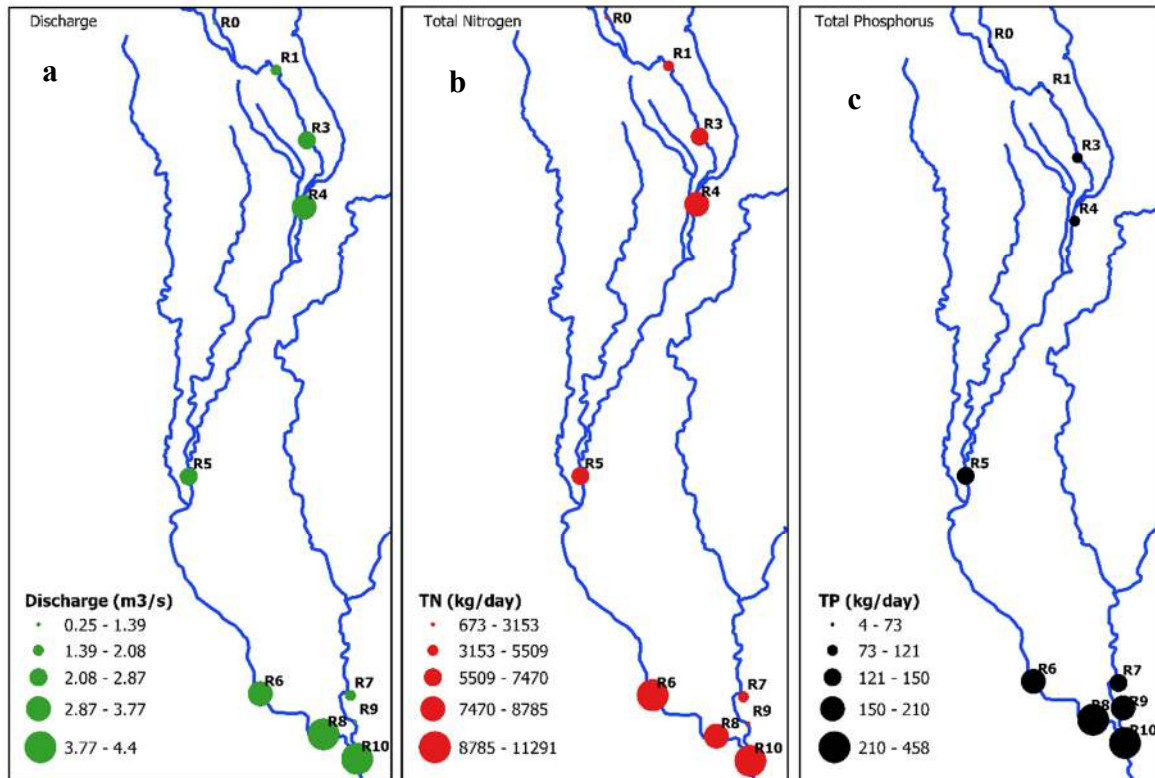 Discharge
a
R0
R1
R3
R4
R5
R6
R7
R9
R8
R10
Discharge (m3/s)
0.25 - 1.39
1.39 - 2.08
2.08 - 2.87
2.87 - 3.77
3.77 - 4.4
Total Nitrogen
b
R0
R1
R3
R4
R5
R6
R7
R9
R8
R10
TN (kg/day)
673 - 3153
3153 - 5509
5509 - 7470
7470 - 8785
8785 - 11291
Total Phosphorus
c
R0
R1
R3
R4
R5
R6
R7
R9
R8
R10
TP (kg/day)
4 - 73
73 - 121
121 - 150
150 - 210
210 - 458